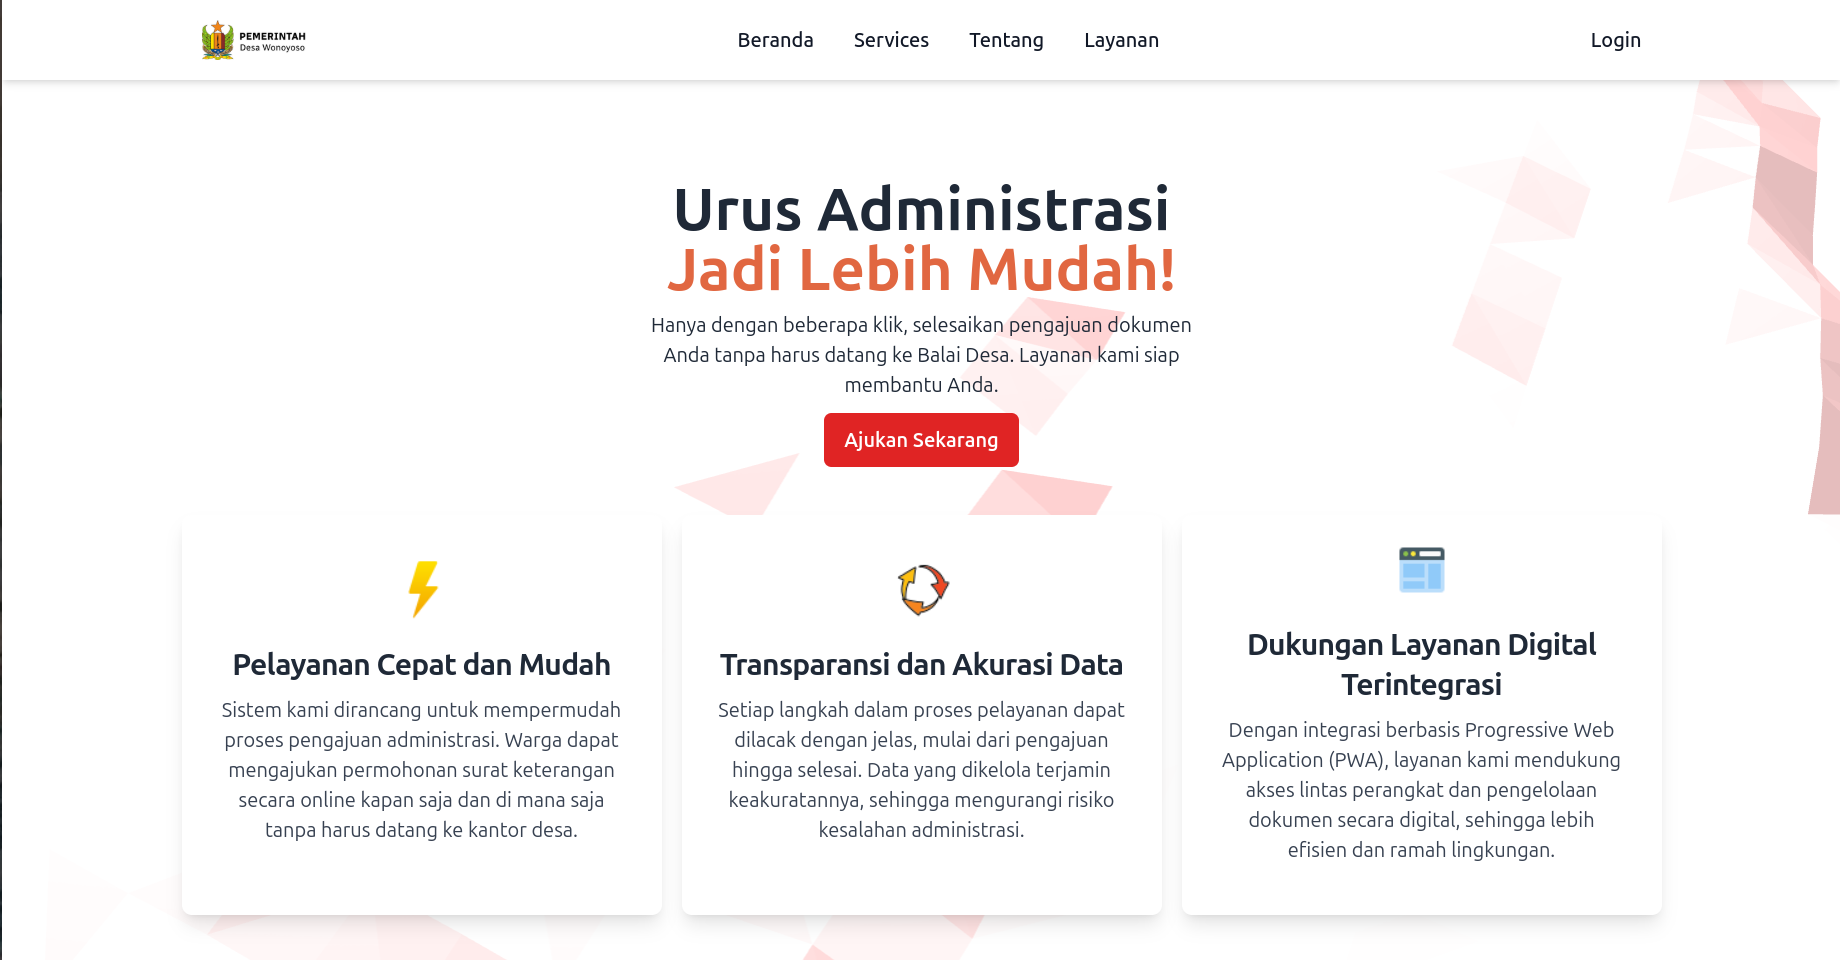 PEMERINTAH
Desa Wonoyoso
Beranda
Services
Tentang
Layanan
Login
Urus Administrasi
Jadi Lebih Mudah!
Hanya dengan beberapa klik, selesaikan pengajuan dokumen
Anda tanpa harus datang ke Balai Desa. Layanan kami siap
membantu Anda.
Ajukan Sekarang
Pelayanan Cepat dan Mudah
Sistem kami dirancang untuk mempermudah
proses pengajuan administrasi. Warga dapat
mengajukan permohonan surat keterangan
secara online kapan saja dan di mana saja
tanpa harus datang ke kantor desa.
Transparansi dan Akurasi Data
Setiap langkah dalam proses pelayanan dapat
dilacak dengan jelas, mulai dari pengajuan
hingga selesai. Data yang dikelola terjamin
keakuratannya, sehingga mengurangi risiko
kesalahan administrasi.
Dukungan Layanan Digital
Terintegrasi
Dengan integrasi berbasis Progressive Web
Application (PWA), layanan kami mendukung
akses lintas perangkat dan pengelolaan
dokumen secara digital, sehingga lebih
efisien dan ramah lingkungan.